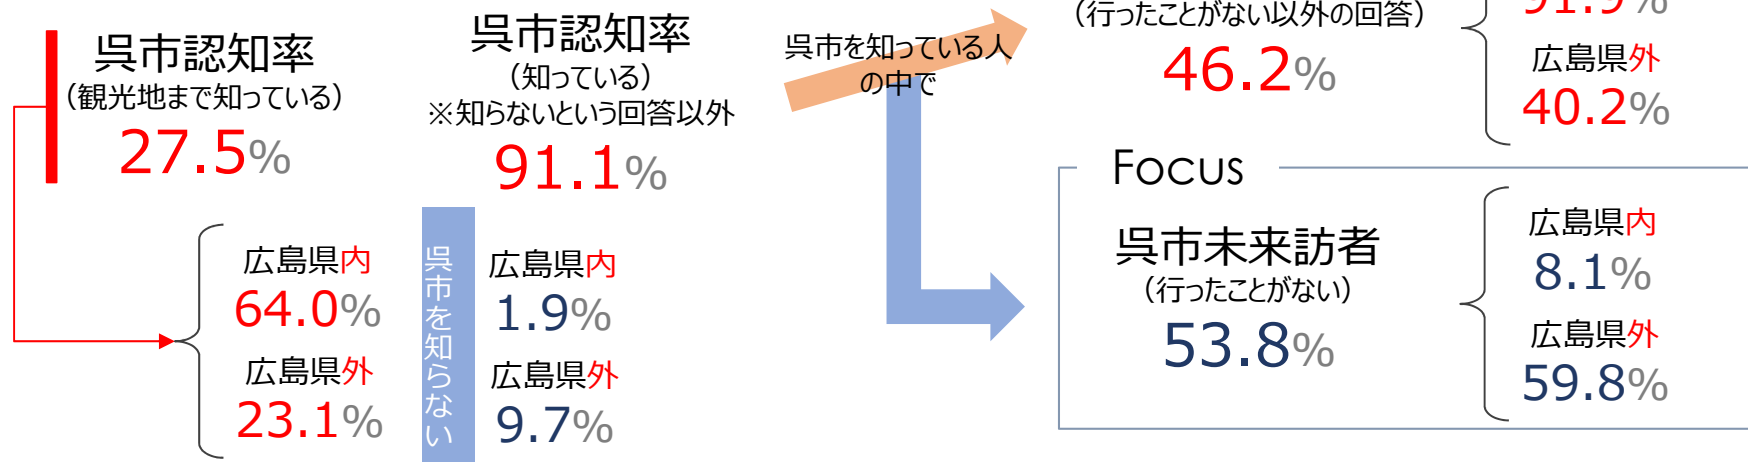 呉市認知率
（観光地まで知っている）
27.5%
広島県内
64.0%
広島県外
23.1%
呉市認知率
（知っている）
※知らないという回答以外
91.1%
呉市を知らない
広島県内
1.9%
広島県外
9.7%
呉市を知っている人
の中で
（行ったことがない以外の回答）
46.2%
91.9%
広島県外
40.2%
Focus
呉市未来訪者
（行ったことがない）
53.8%
広島県内
8.1%
広島県外
59.8%